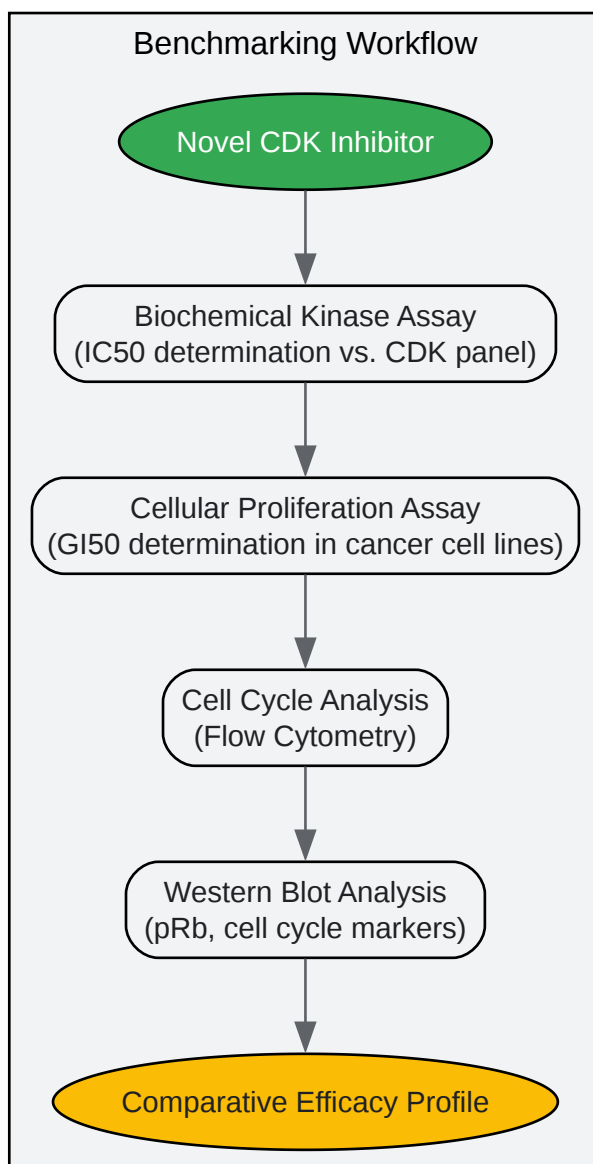 Benchmarking Workflow
Novel CDK Inhibitor
Biochemical Kinase Assay
(IC50 determination vs. CDK panel)
Cellular Proliferation Assay
(GI50 determination in cancer cell lines)
Cell Cycle Analysis
(Flow Cytometry)
Western Blot Analysis
(pRb, cell cycle markers)
Comparative Efficacy Profile